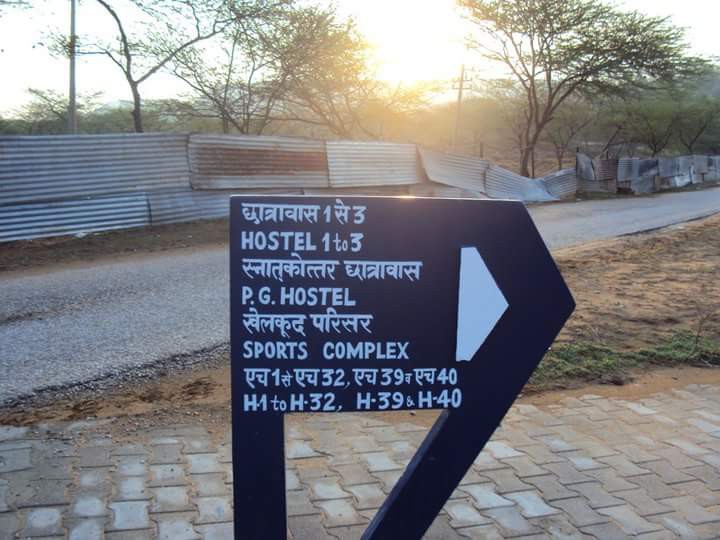 छात्रावास 1 से 3
HOSTEL 1 to 3
स्नातकोत्तर छात्रावास
P. G. HOSTEL
खेलकूद परिसर
SPORTS COMPLEX
एच 1 से एच 32, एच 39 व एच 40
H-1 to H-32, H-39 & H-40